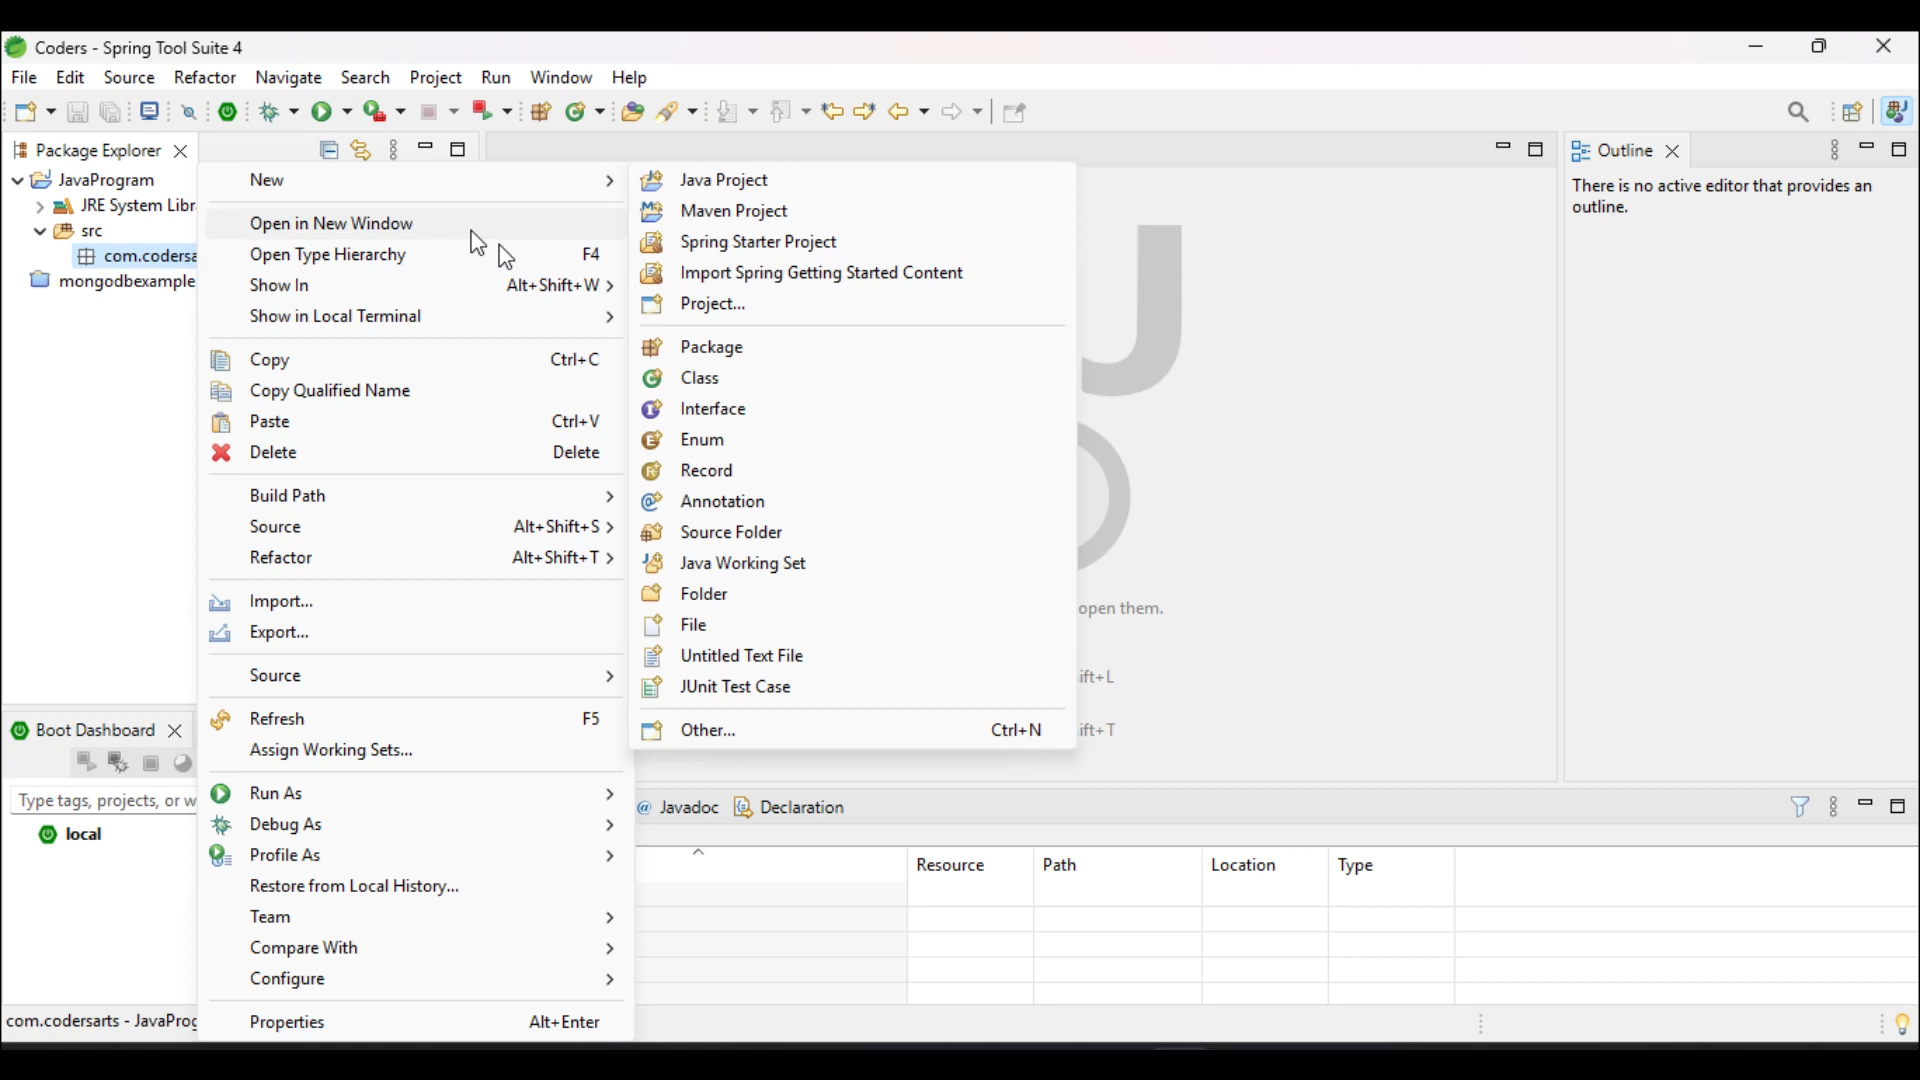 Coders - Spring Tool Suite 4
File Edit Source Refactor Navigate Search Project Run Window Help
Package Explorer
JavaProgram
JRE System Libr
src
com.codersa
mongodbexample
New
Open in New Window
Open Type Hierarchy F4
Show In Alt+Shift+W
Show in Local Terminal
Copy Ctrl+C
Copy Qualified Name
Paste Ctrl+V
Delete Delete
Build Path
Source Alt+Shift+S
Refactor Alt+Shift+T
Import...
Export...
Source
Refresh F5
Assign Working Sets...
Run As
Debug As
Profile As
Restore from Local History...
Team
Compare With
Configure
Properties Alt+Enter
Java Project
Maven Project
Spring Starter Project
Import Spring Getting Started Content
Project...
Package
Class
Interface
Enum
Record
Annotation
Source Folder
Java Working Set
Folder
File
Untitled Text File
JUnit Test Case
Other... Ctrl+N
open them.
ift+L
ift+T
Outline
There is no active editor that provides an
outline.
Boot Dashboard
Type tags, projects, or w
local
Javadoc Declaration
Resource Path Location Type
com.codersarts - JavaProg